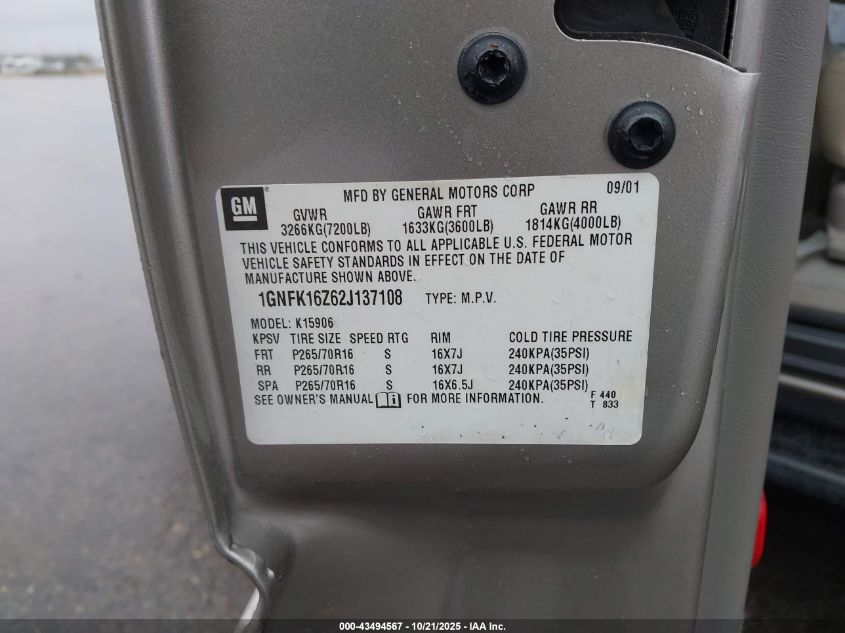 GM ® MFD BY GENERAL MOTORS CORP 09/01
GVWR GAWR FRT GAWR RR
3266KG(7200LB) 1633KG(3600LB) 1814KG(4000LB)
THIS VEHICLE CONFORMS TO ALL APPLICABLE U.S. FEDERAL MOTOR
VEHICLE SAFETY STANDARDS IN EFFECT ON THE DATE OF
MANUFACTURE SHOWN ABOVE.
1GNFK16Z62J137108 TYPE: M.P.V.
MODEL: K15906
KPSV TIRE SIZE SPEED RTG RIM COLD TIRE PRESSURE
FRT P265/70R16 S 16X7J 240KPA(35PSI)
RR P265/70R16 S 16X7J 240KPA(35PSI)
SPA P265/70R16 S 16X6.5J 240KPA(35PSI)
SEE OWNER'S MANUAL FOR MORE INFORMATION. F 440
T 833
000-43494567 - 10/21/2025 - IAA Inc.